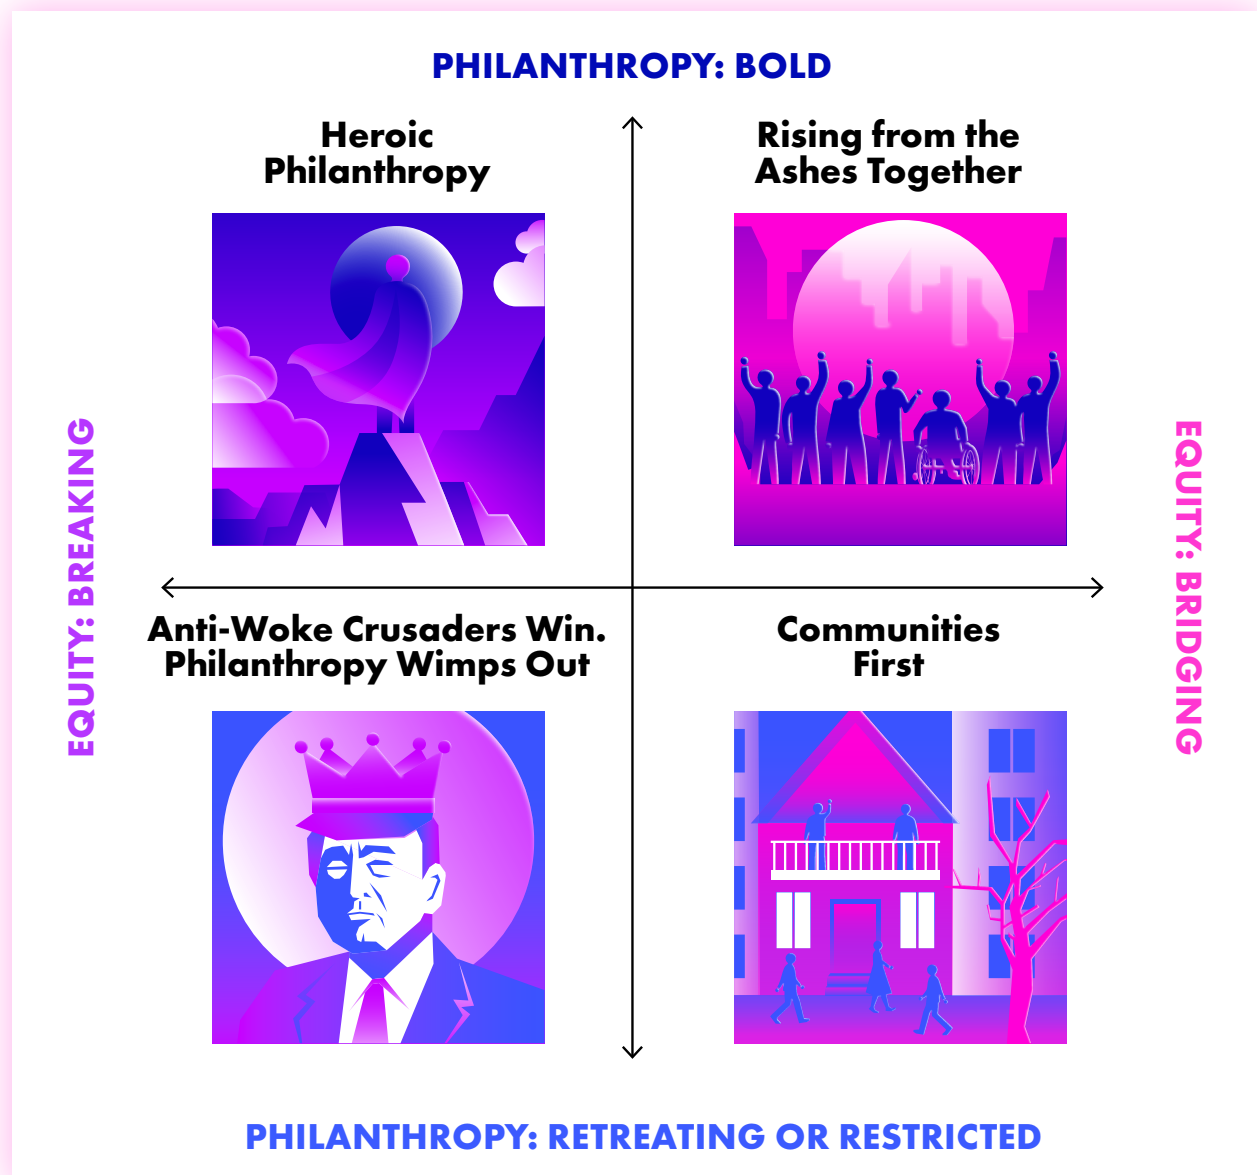 PHILANTHROPY: BOLD
Heroic
Philanthropy
Rising from the
Ashes Together
EQUITY: BREAKING
EQUITY: BRIDGING
Anti-Woke Crusaders Win.
Philanthropy Wimps Out
Communities
First
PHILANTHROPY: RETREATING OR RESTRICTED